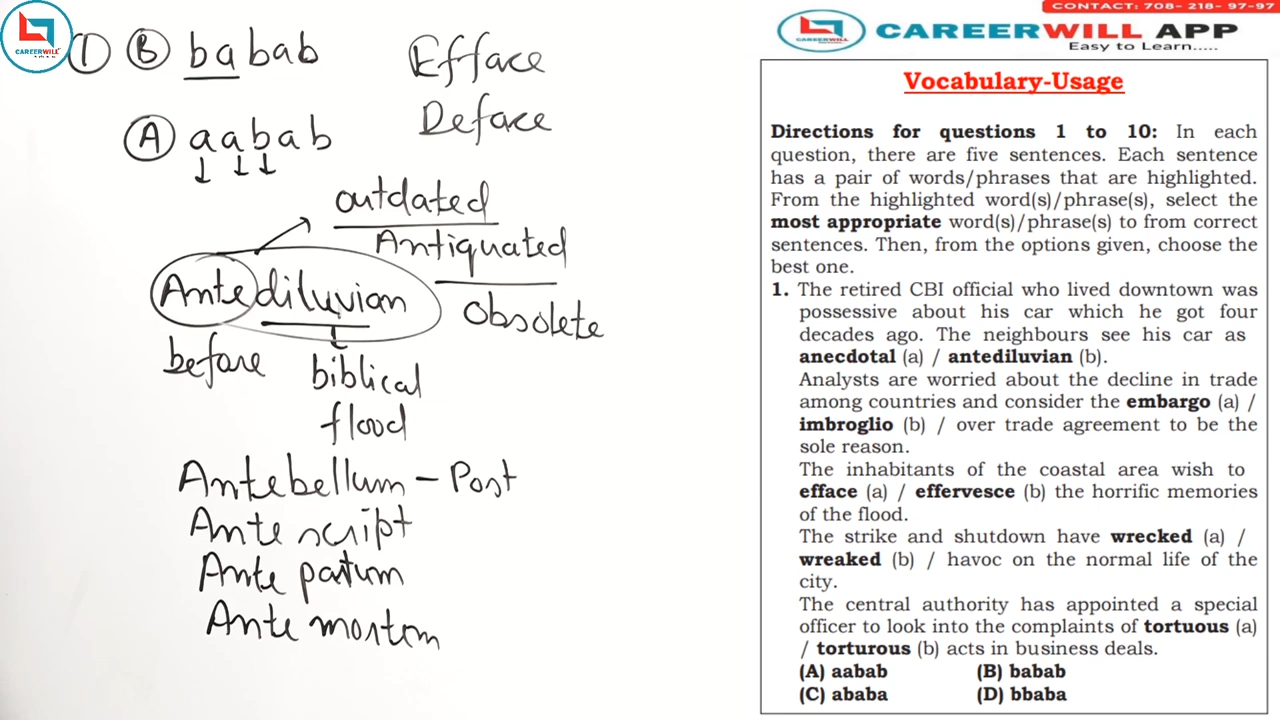 CAREERWILL
① Ⓑ babab
Ⓐ aabab
Efface
Deface
outdated
Antiquated
Antediluvian
obsolete
before
biblical
flood
Antebellum - Post
Ante script
Ante partum
Ante mortem
CONTACT: 708- 218- 97-97
CAREERWILL APP
Easy to Learn.....
CAREERWILL
Vocabulary-Usage
Directions for questions 1 to 10: In each
question, there are five sentences. Each sentence
has a pair of words/phrases that are highlighted.
From the highlighted word(s)/phrase(s), select the
most appropriate word(s)/phrase(s) to from correct
sentences. Then, from the options given, choose the
best one.
1. The retired CBI official who lived downtown was
possessive about his car which he got four
decades ago. The neighbours see his car as
anecdotal (a) / antediluvian (b).
Analysts are worried about the decline in trade
among countries and consider the embargo (a) /
imbroglio (b) / over trade agreement to be the
sole reason.
The inhabitants of the coastal area wish to
efface (a) / effervesce (b) the horrific memories
of the flood.
The strike and shutdown have wrecked (a) /
wreaked (b) / havoc on the normal life of the
city.
The central authority has appointed a special
officer to look into the complaints of tortuous (a)
/ torturous (b) acts in business deals.
(A) aabab (B) babab
(C) ababa (D) bbaba